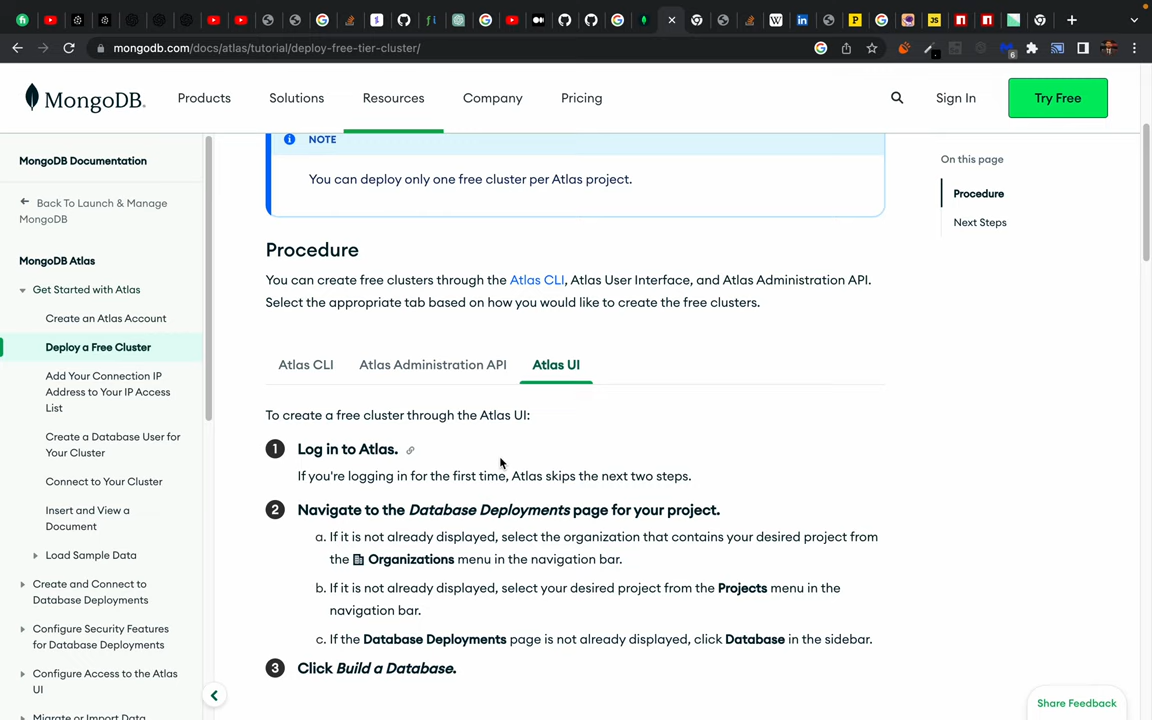 mongodb.com/docs/atlas/tutorial/deploy-free-tier-cluster/
6
MongoDB.
Products
Solutions
Resources
Company
Pricing
Sign In
Try Free
MongoDB Documentation
Back To Launch & Manage
MongoDB
MongoDB Atlas
Get Started with Atlas
Create an Atlas Account
Deploy a Free Cluster
Add Your Connection IP
Address to Your IP Access
List
Create a Database User for
Your Cluster
Connect to Your Cluster
Insert and View a
Document
Load Sample Data
Create and Connect to
Database Deployments
Configure Security Features
for Database Deployments
Configure Access to the Atlas
UI
Migrate or Import Data
NOTE
You can deploy only one free cluster per Atlas project.
Procedure
You can create free clusters through the Atlas CLI, Atlas User Interface, and Atlas Administration API.
Select the appropriate tab based on how you would like to create the free clusters.
Atlas CLI
Atlas Administration API
Atlas UI
To create a free cluster through the Atlas UI:
1 Log in to Atlas.
If you're logging in for the first time, Atlas skips the next two steps.
2 Navigate to the Database Deployments page for your project.
a. If it is not already displayed, select the organization that contains your desired project from
the Organizations menu in the navigation bar.
b. If it is not already displayed, select your desired project from the Projects menu in the
navigation bar.
c. If the Database Deployments page is not already displayed, click Database in the sidebar.
3 Click Build a Database.
On this page
Procedure
Next Steps
Share Feedback